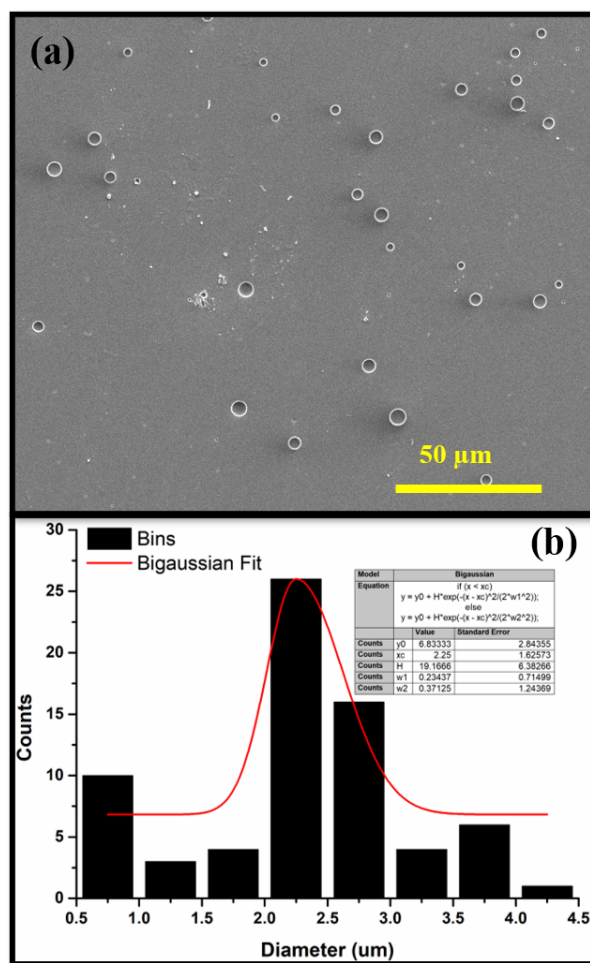 (a)
50 µm
(b)
Bins
Bigaussian Fit
Model Bigaussian
Equation if (x < xc)
y = y0 + H*exp(-(x - xc)^2/(2*w1^2));
else
y = y0 + H*exp(-(x - xc)^2/(2*w2^2));
Value Standard Error
Counts y0 6.83333 2.84355
Counts xc 2.25 1.62573
Counts H 19.1666 6.38266
Counts w1 0.23437 0.71499
Counts w2 0.37125 1.24369
30
25
20
15
10
5
0
Counts
0.5 1.0 1.5 2.0 2.5 3.0 3.5 4.0 4.5
Diameter (um)